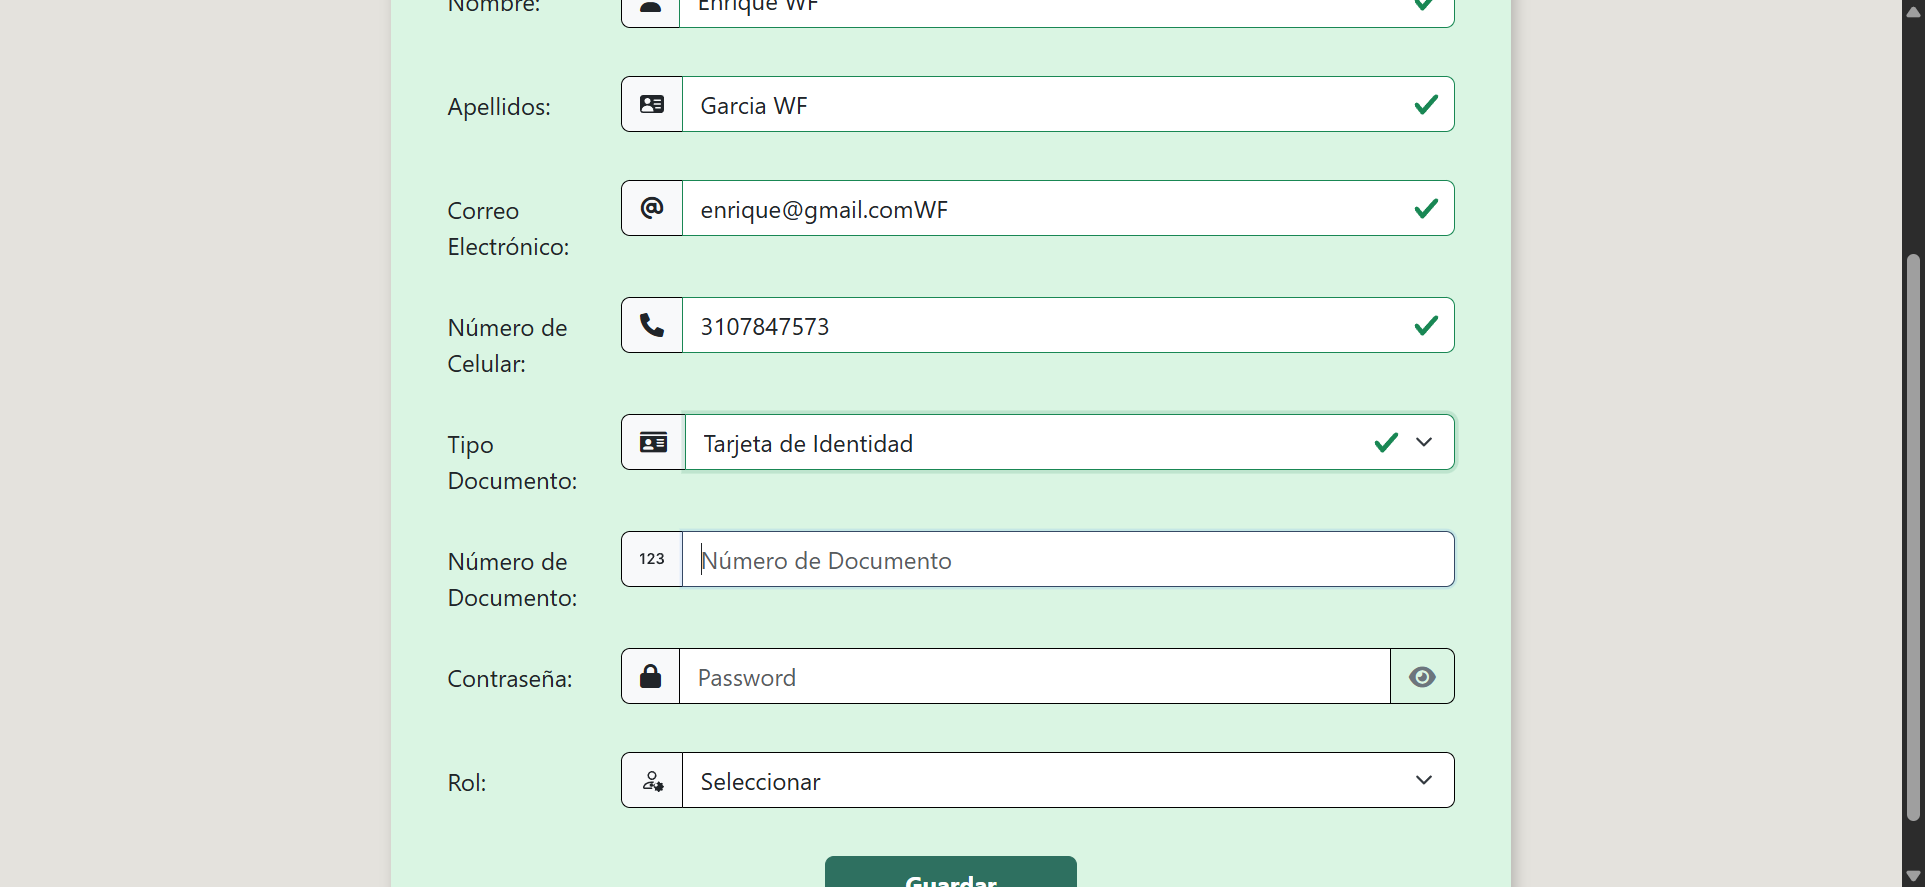 Nombre:
Enrique WF
Apellidos:
Garcia WF
Correo
Electrónico:
enrique@gmail.comWF
Número de
Celular:
3107847573
Tipo
Documento:
Tarjeta de Identidad
Número de
Documento:
123
Número de Documento
Contraseña:
Password
Rol:
Seleccionar
Guardar